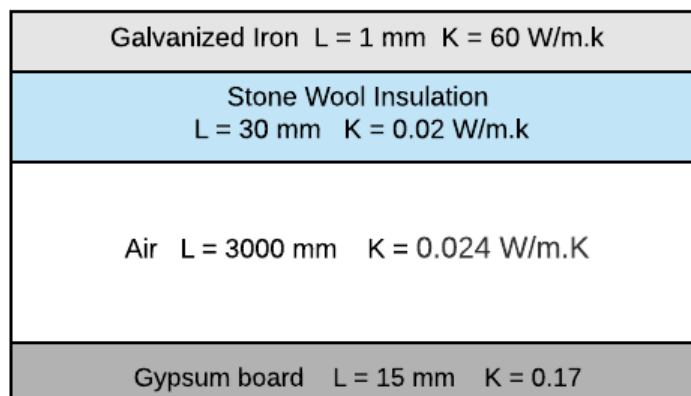 Galvanized Iron L = 1 mm K = 60 W/m.k
Stone Wool Insulation
L = 30 mm K = 0.02 W/m.k
Air L = 3000 mm K = 0.024 W/m.K
Gypsum board L = 15 mm K = 0.17